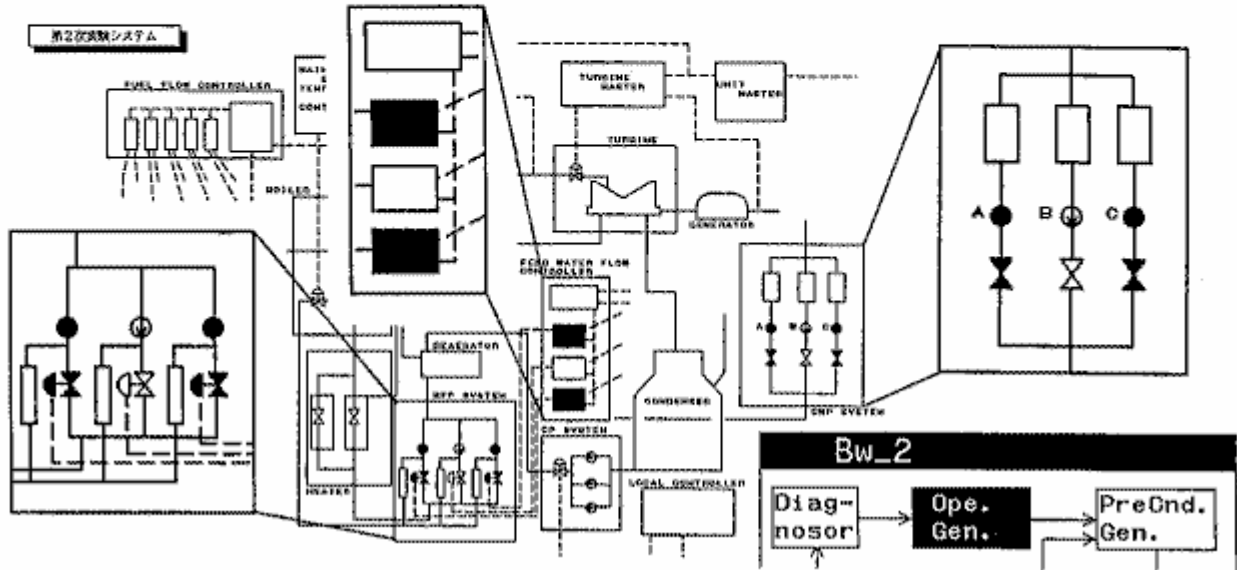 第2次実験システム
FUEL FLOW CONTROLLER
CONT
BOILER
TURBINE
MASTER
UNIT
MASTER
TURBINE
GENERATOR
FEED WATER FLOW
CONTROLLER
DEAERATOR
BFP SYSTEM
HEATER
CP SYSTEM
CONDENSER
LOCAL CONTROLLER
A
B
C
A
B
C
SYSTEM
Bw_2
Diag-
nosor
Ope.
Gen.
PreCnd.
Gen.